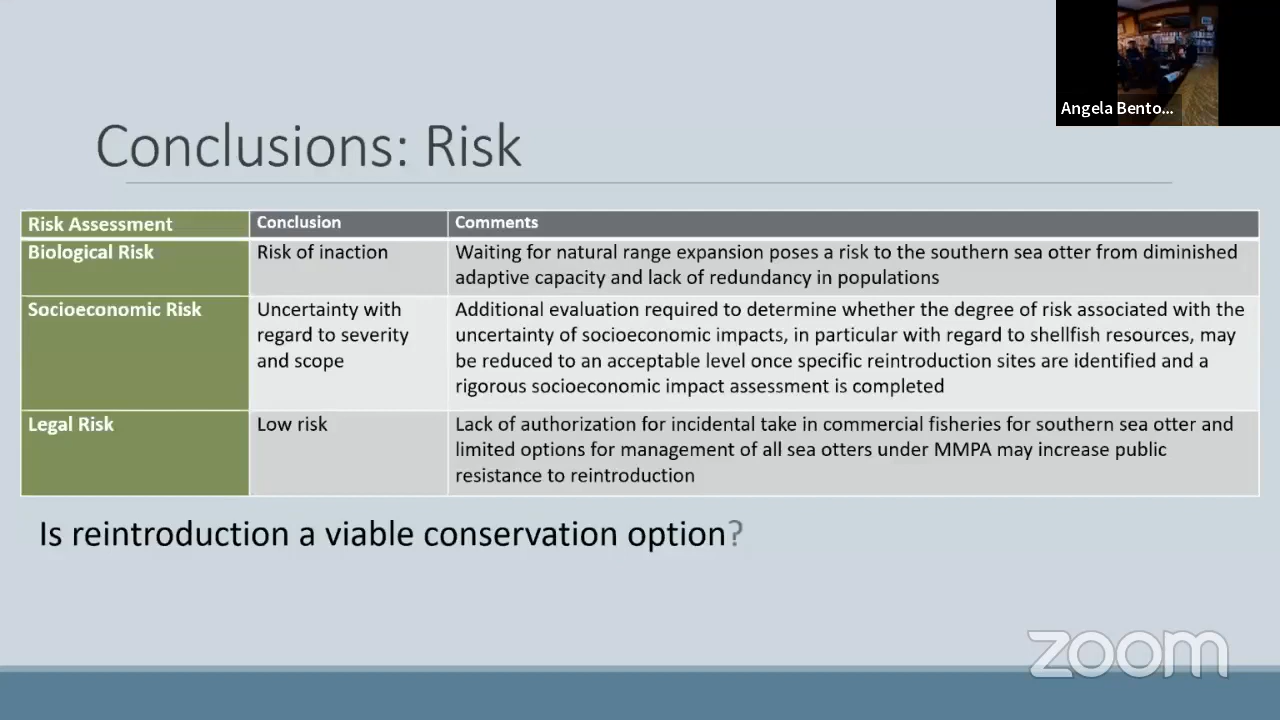 Angela Bento...
Conclusions: Risk
Risk Assessment
Conclusion
Comments
Biological Risk
Risk of inaction
Waiting for natural range expansion poses a risk to the southern sea otter from diminished
adaptive capacity and lack of redundancy in populations
Socioeconomic Risk
Uncertainty with
regard to severity
and scope
Additional evaluation required to determine whether the degree of risk associated with the
uncertainty of socioeconomic impacts, in particular with regard to shellfish resources, may
be reduced to an acceptable level once specific reintroduction sites are identified and a
rigorous socioeconomic impact assessment is completed
Legal Risk
Low risk
Lack of authorization for incidental take in commercial fisheries for southern sea otter and
limited options for management of all sea otters under MMPA may increase public
resistance to reintroduction
Is reintroduction a viable conservation option?
zoom